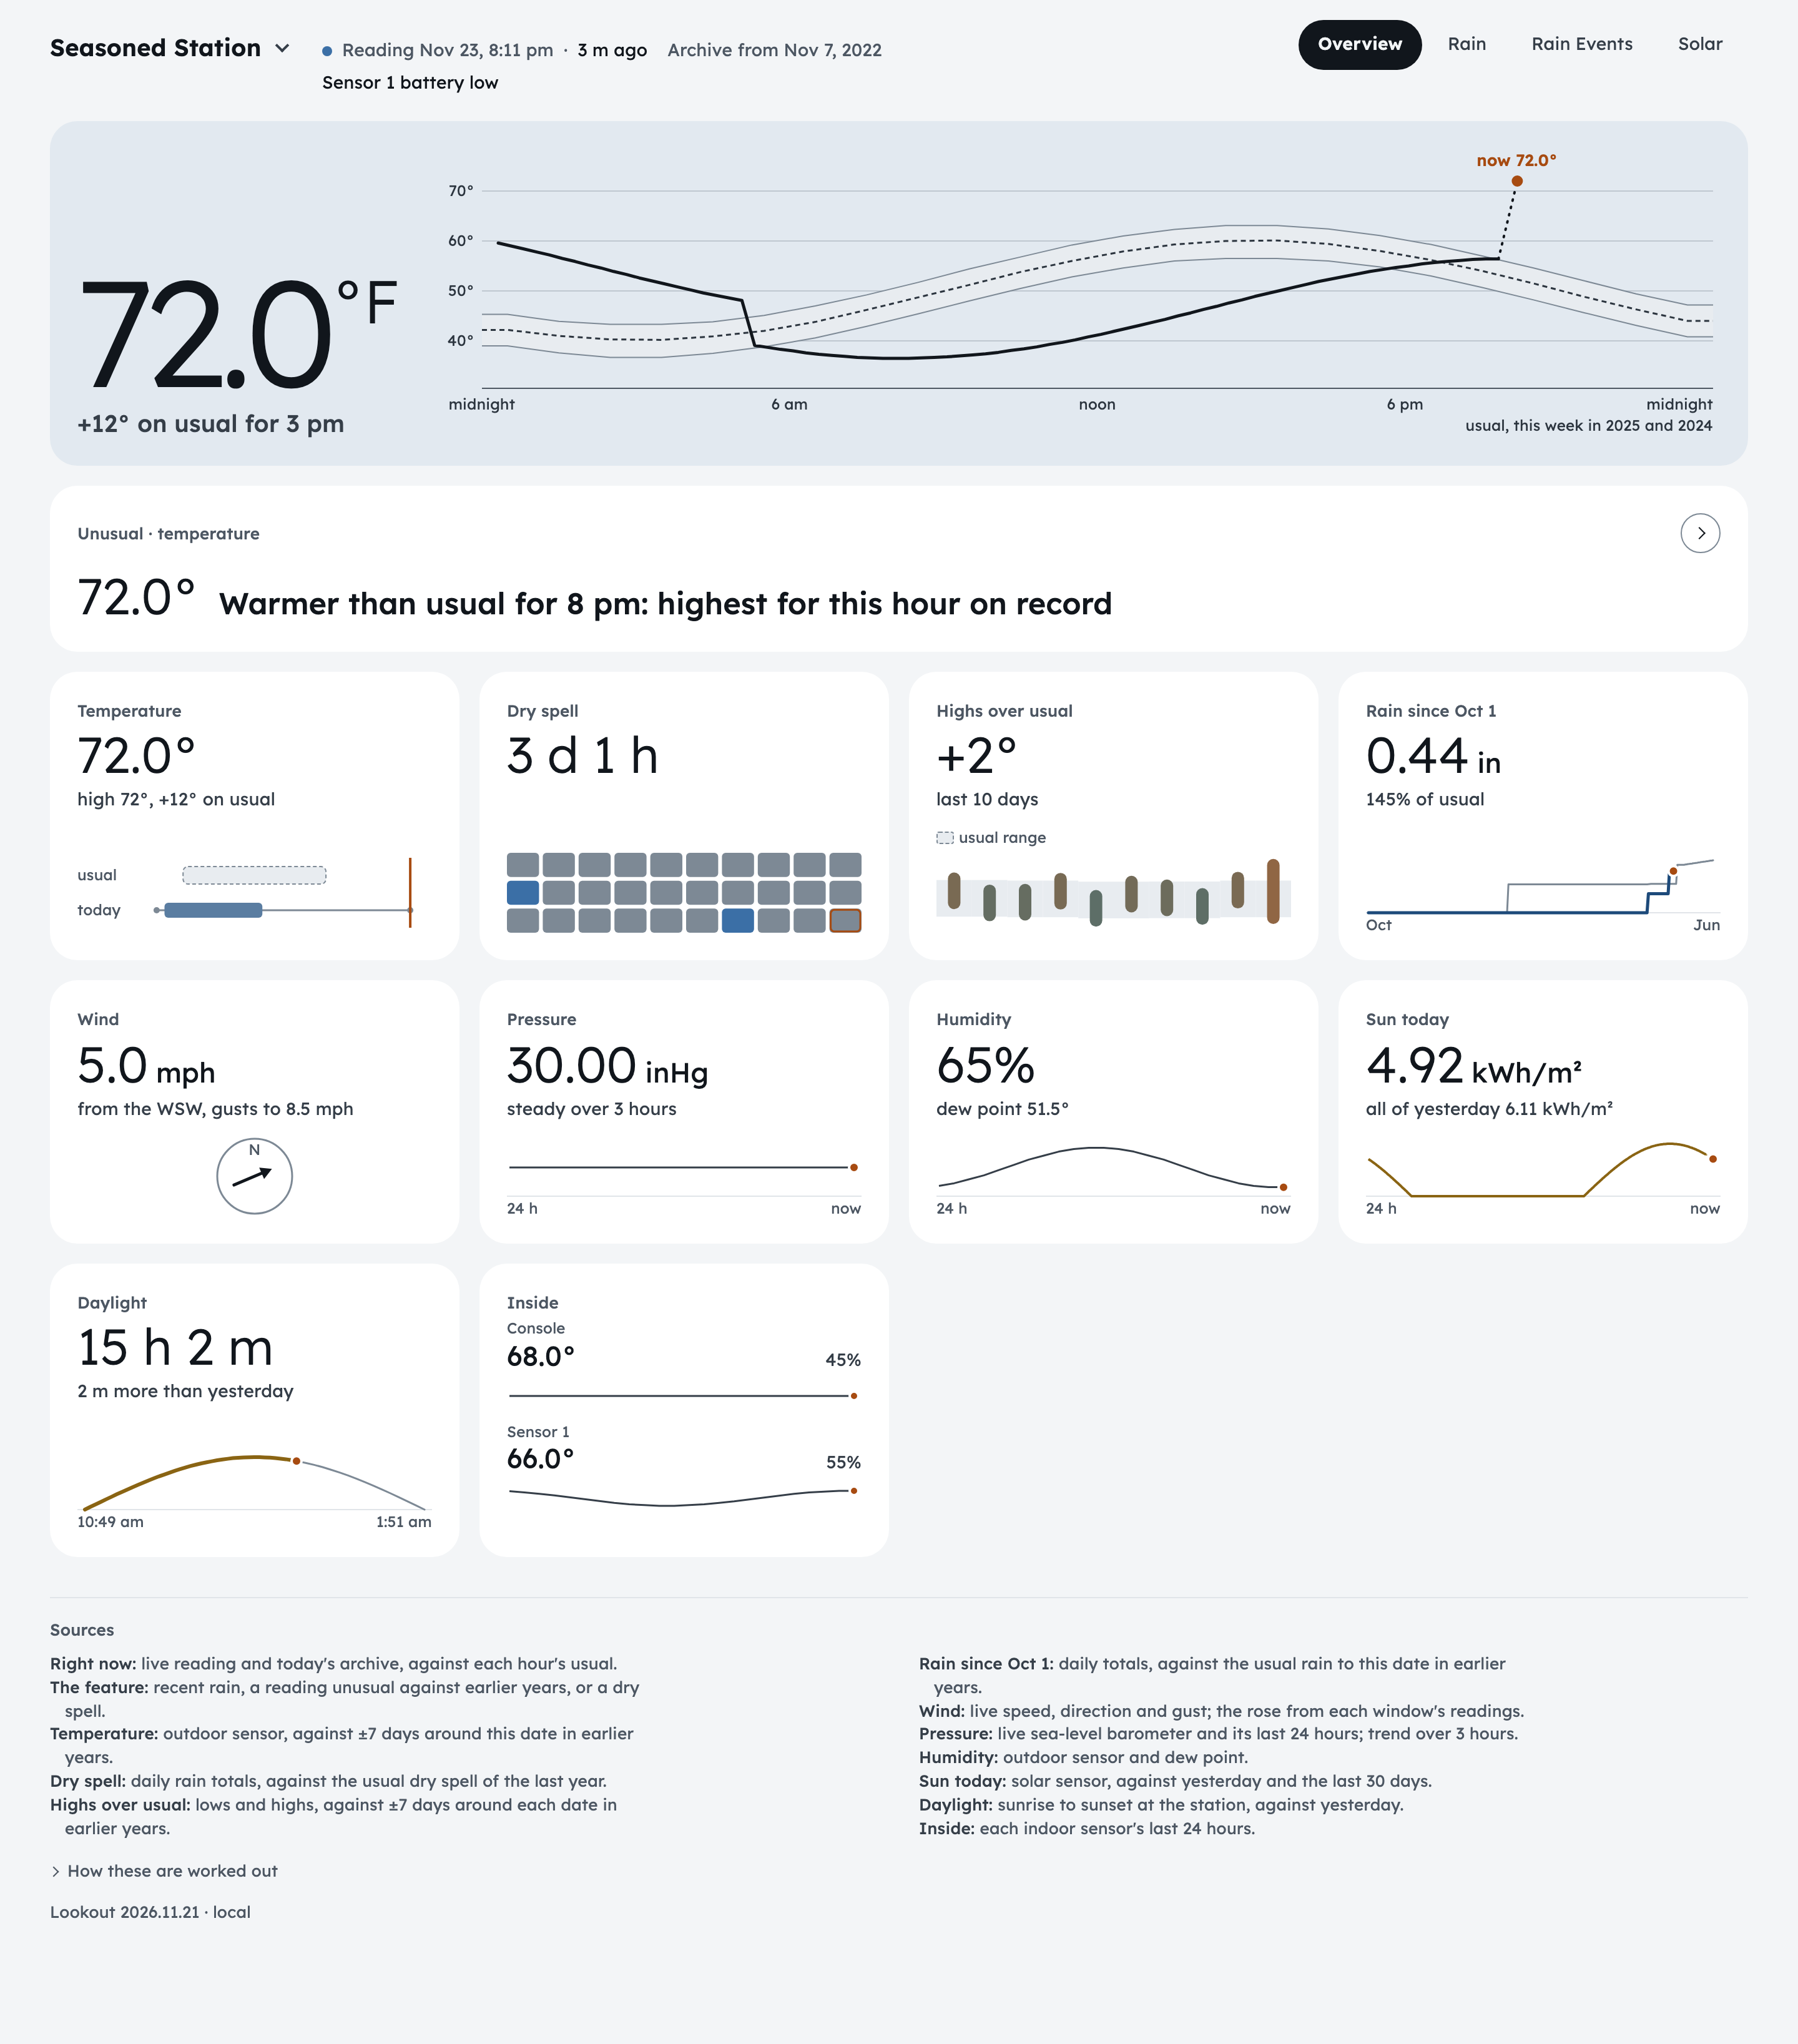 Seasoned Station
Reading Nov 23, 8:11 pm · 3 m ago Archive from Nov 7, 2022
Sensor 1 battery low
Overview Rain Rain Events Solar
72.0°F
+12° on usual for 3 pm
now 72.0°
70°
60°
50°
40°
midnight 6 am noon 6 pm midnight
usual, this week in 2025 and 2024
Unusual · temperature
72.0° Warmer than usual for 8 pm: highest for this hour on record
Temperature
72.0°
high 72°, +12° on usual
usual
today
Dry spell
3 d 1 h
Highs over usual
+2°
last 10 days
usual range
Rain since Oct 1
0.44 in
145% of usual
Oct Jun
Wind
5.0 mph
from the WSW, gusts to 8.5 mph
N
Pressure
30.00 inHg
steady over 3 hours
24 h now
Humidity
65%
dew point 51.5°
24 h now
Sun today
4.92 kWh/m²
all of yesterday 6.11 kWh/m²
24 h now
Daylight
15 h 2 m
2 m more than yesterday
10:49 am 1:51 am
Inside
Console
68.0° 45%
Sensor 1
66.0° 55%
Sources
Right now: live reading and today's archive, against each hour's usual.
The feature: recent rain, a reading unusual against earlier years, or a dry
spell.
Temperature: outdoor sensor, against ±7 days around this date in earlier
years.
Dry spell: daily rain totals, against the usual dry spell of the last year.
Highs over usual: lows and highs, against ±7 days around each date in
earlier years.
Rain since Oct 1: daily totals, against the usual rain to this date in earlier
years.
Wind: live speed, direction and gust; the rose from each window's readings.
Pressure: live sea-level barometer and its last 24 hours; trend over 3 hours.
Humidity: outdoor sensor and dew point.
Sun today: solar sensor, against yesterday and the last 30 days.
Daylight: sunrise to sunset at the station, against yesterday.
Inside: each indoor sensor's last 24 hours.
How these are worked out
Lookout 2026.11.21 · local